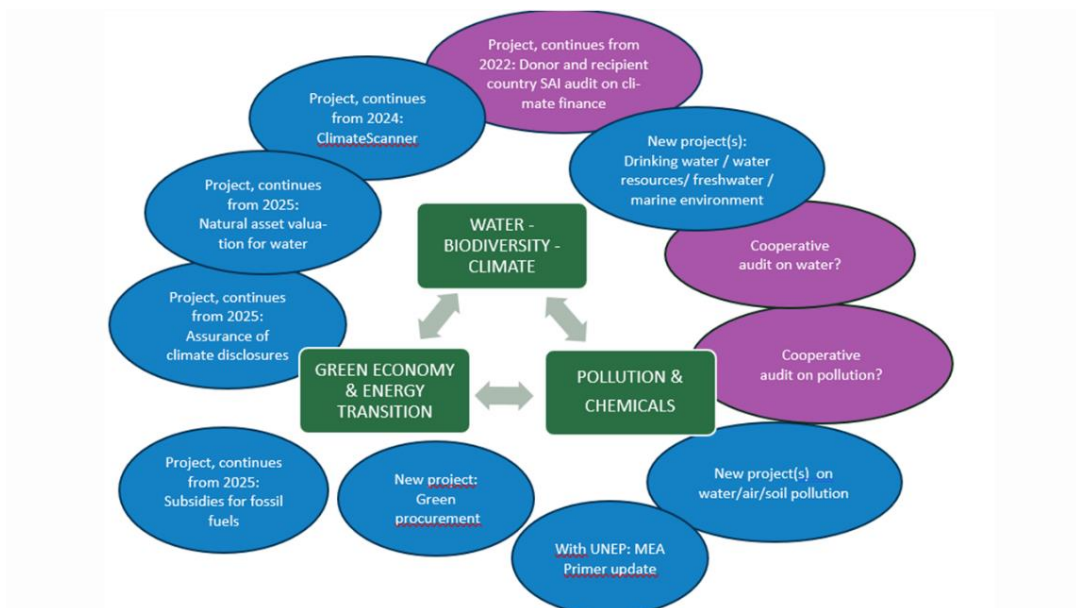 Project, continues from
2022: Donor and recipient
country SAI audit on cli-
mate finance
Project, continues
from 2024:
ClimateScanner
New project(s):
Drinking water / water
resources/ freshwater /
marine environment
Project, continues
from 2025:
Natural asset valua-
tion for water
WATER -
BIODIVERSITY -
CLIMATE
Cooperative
audit on water?
Project, continues
from 2025:
Assurance of
climate disclosures
GREEN ECONOMY
& ENERGY
TRANSITION
POLLUTION &
CHEMICALS
Cooperative
audit on pollution?
Project, continues
from 2025:
Subsidies for fossil
fuels
New project:
Green
procurement
New project(s) on
water/air/soil pollution
With UNEP: MEA
Primer update